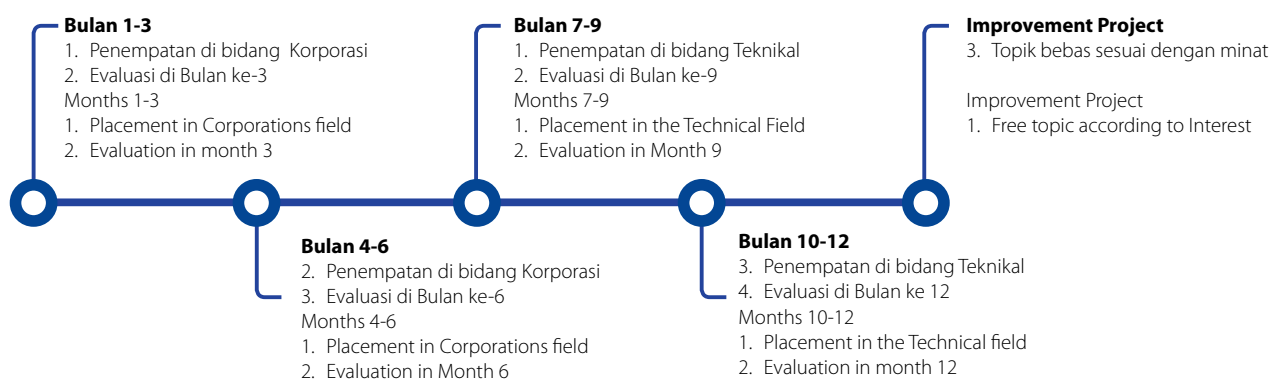 Bulan 1-3
1. Penempatan di bidang Korporasi
2. Evaluasi di Bulan ke-3
Months 1-3
1. Placement in Corporations field
2. Evaluation in month 3
Bulan 4-6
2. Penempatan di bidang Korporasi
3. Evaluasi di Bulan ke-6
Months 4-6
1. Placement in Corporations field
2. Evaluation in Month 6
Bulan 7-9
1. Penempatan di bidang Teknikal
2. Evaluasi di Bulan ke-9
Months 7-9
1. Placement in the Technical Field
2. Evaluation in Month 9
Bulan 10-12
3. Penempatan di bidang Teknikal
4. Evaluasi di Bulan ke 12
Months 10-12
1. Placement in the Technical field
2. Evaluation in month 12
Improvement Project
3. Topik bebas sesuai dengan minat
Improvement Project
1. Free topic according to Interest